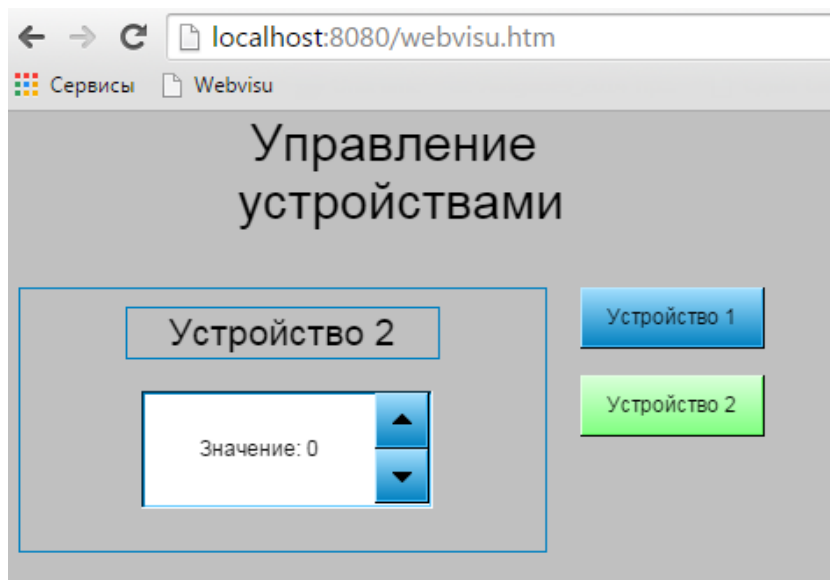 localhost:8080/webvisu.htm
Сервисы Webvisu
Управление
устройствами
Устройство 2
Значение: 0
Устройство 1
Устройство 2